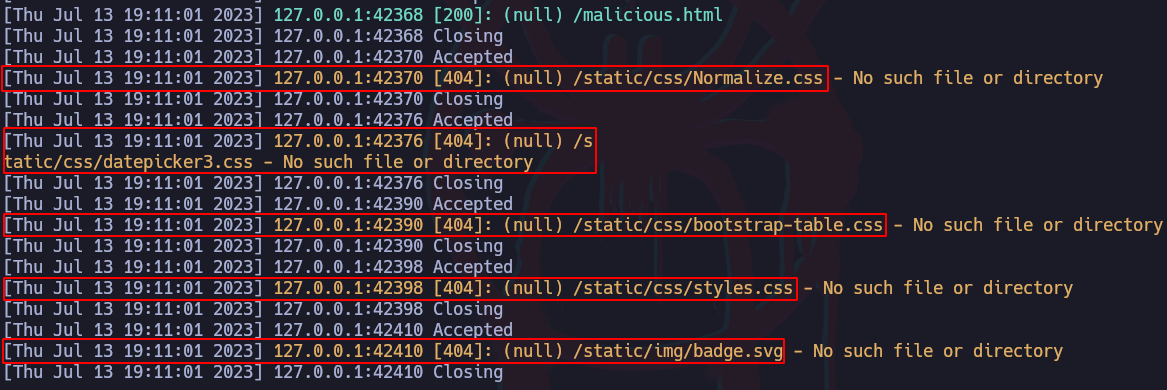 [Thu Jul 13 19:11:01 2023] 127.0.0.1:42368 [200]: (null) /malicious.html
[Thu Jul 13 19:11:01 2023] 127.0.0.1:42368 Closing
[Thu Jul 13 19:11:01 2023] 127.0.0.1:42370 Accepted
[Thu Jul 13 19:11:01 2023] 127.0.0.1:42370 [404]: (null) /static/css/Normalize.css - No such file or directory
[Thu Jul 13 19:11:01 2023] 127.0.0.1:42370 Closing
[Thu Jul 13 19:11:01 2023] 127.0.0.1:42376 Accepted
[Thu Jul 13 19:11:01 2023] 127.0.0.1:42376 [404]: (null) /s
tatic/css/datepicker3.css - No such file or directory
[Thu Jul 13 19:11:01 2023] 127.0.0.1:42376 Closing
[Thu Jul 13 19:11:01 2023] 127.0.0.1:42390 Accepted
[Thu Jul 13 19:11:01 2023] 127.0.0.1:42390 [404]: (null) /static/css/bootstrap-table.css - No such file or directory
[Thu Jul 13 19:11:01 2023] 127.0.0.1:42390 Closing
[Thu Jul 13 19:11:01 2023] 127.0.0.1:42398 Accepted
[Thu Jul 13 19:11:01 2023] 127.0.0.1:42398 [404]: (null) /static/css/styles.css - No such file or directory
[Thu Jul 13 19:11:01 2023] 127.0.0.1:42398 Closing
[Thu Jul 13 19:11:01 2023] 127.0.0.1:42410 Accepted
[Thu Jul 13 19:11:01 2023] 127.0.0.1:42410 [404]: (null) /static/img/badge.svg - No such file or directory
[Thu Jul 13 19:11:01 2023] 127.0.0.1:42410 Closing